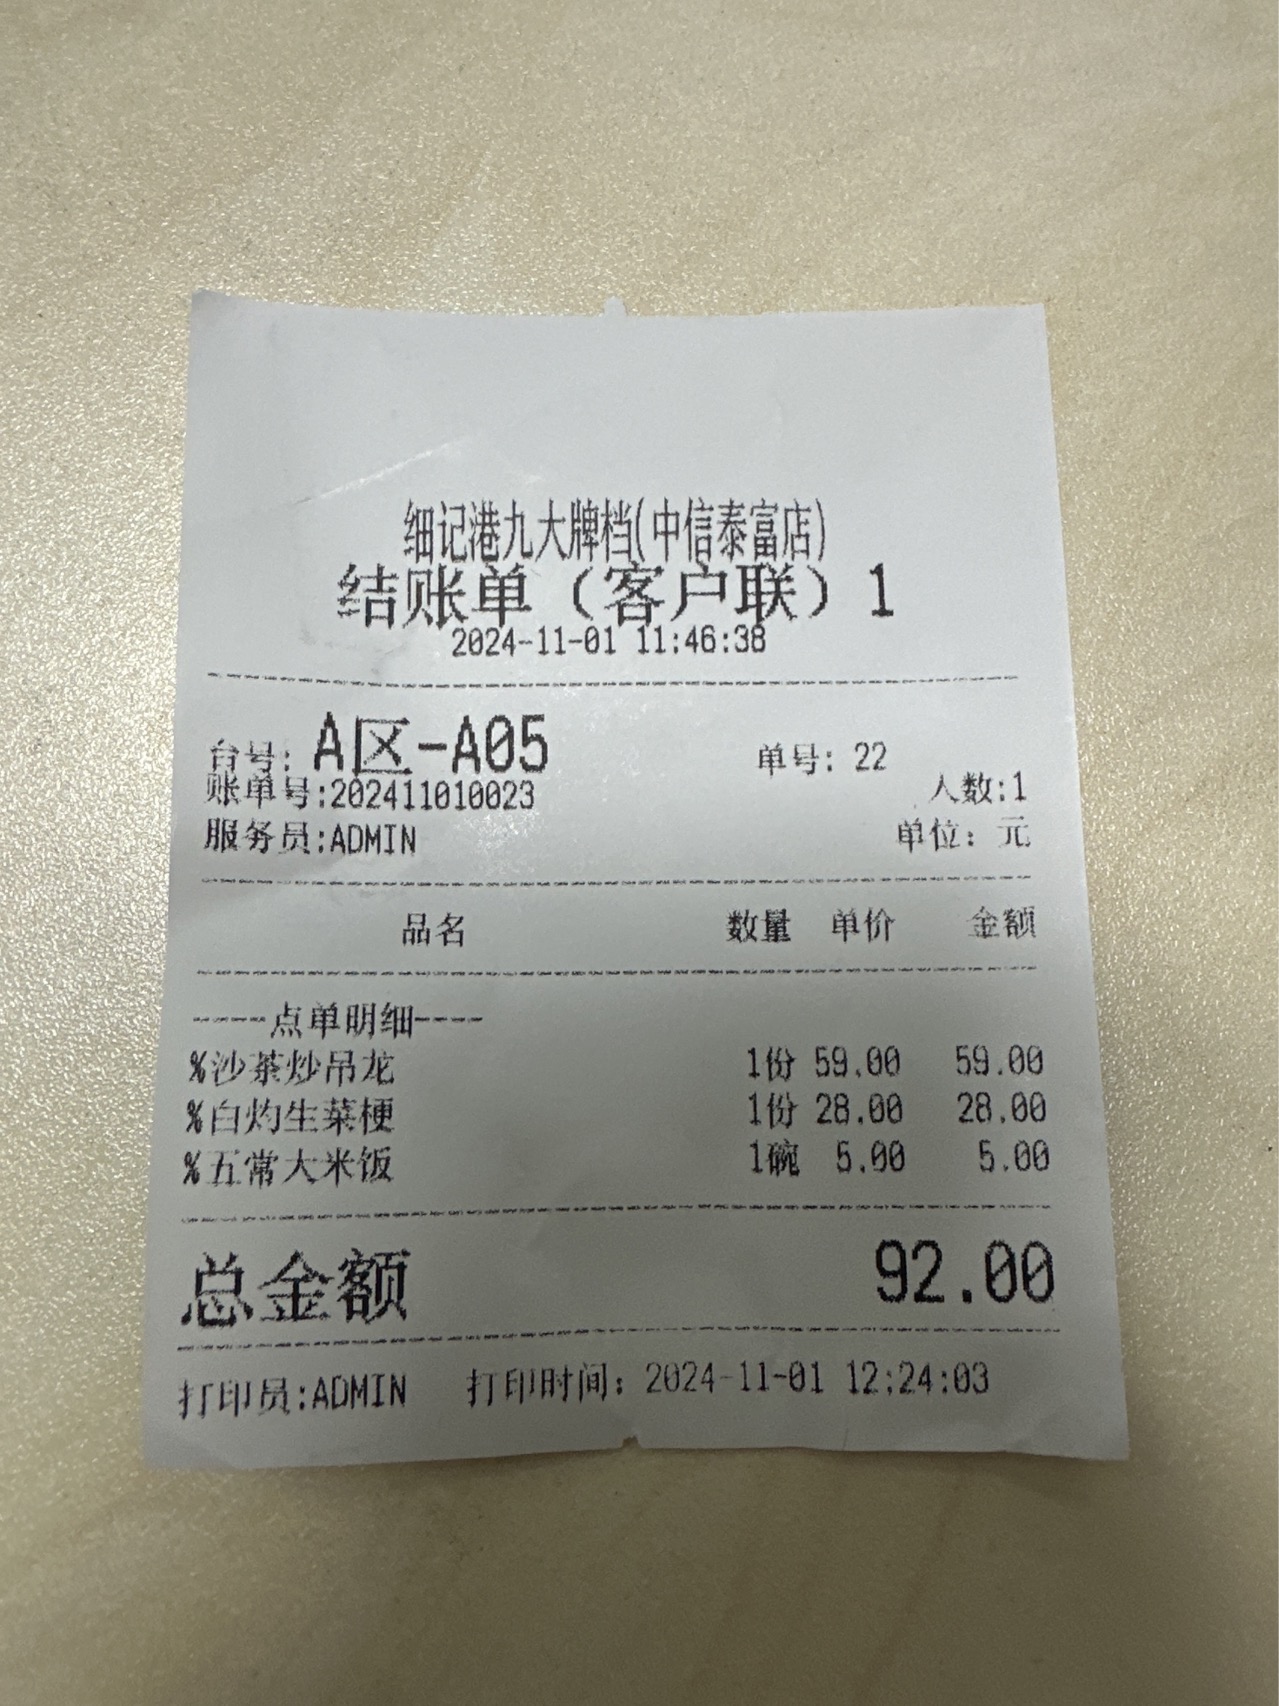 细记港九大牌档(中信泰富店)
结账单（客户联）1
2024-11-01 11:46:38
台号: A区-A05 单号: 22
账单号:202411010023 人数:1
服务员:ADMIN 单位: 元
品名 数量 单价 金额
----点单明细----
%沙茶炒吊龙 1份 59.00 59.00
%白灼生菜梗 1份 28.00 28.00
%五常大米饭 1碗 5.00 5.00
总金额 92.00
打印员:ADMIN 打印时间: 2024-11-01 12:24:03